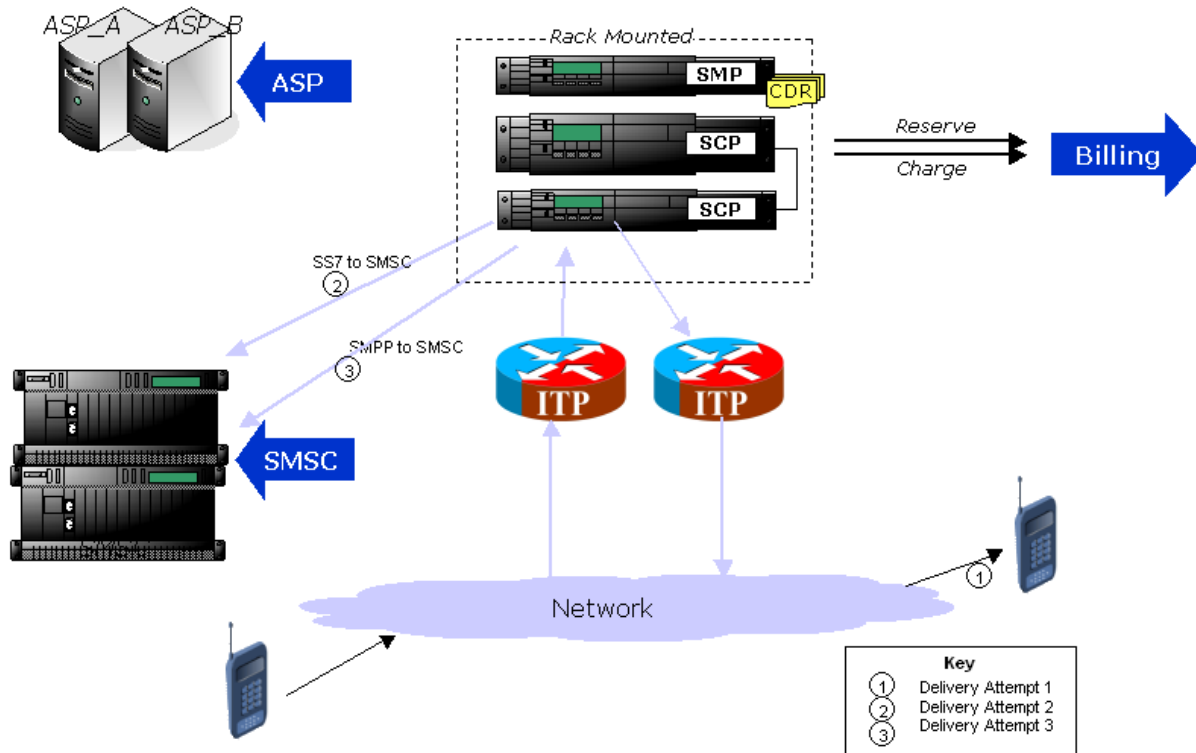 ASP_A
ASP_B
ASP
Rack Mounted
SMP
CDR
SCP
SCP
Reserve
Charge
Billing
SS7 to SMSC
2
SMPP to SMSC
3
ITP
ITP
SMSC
1
Network
Key
1 Delivery Attempt 1
2 Delivery Attempt 2
3 Delivery Attempt 3